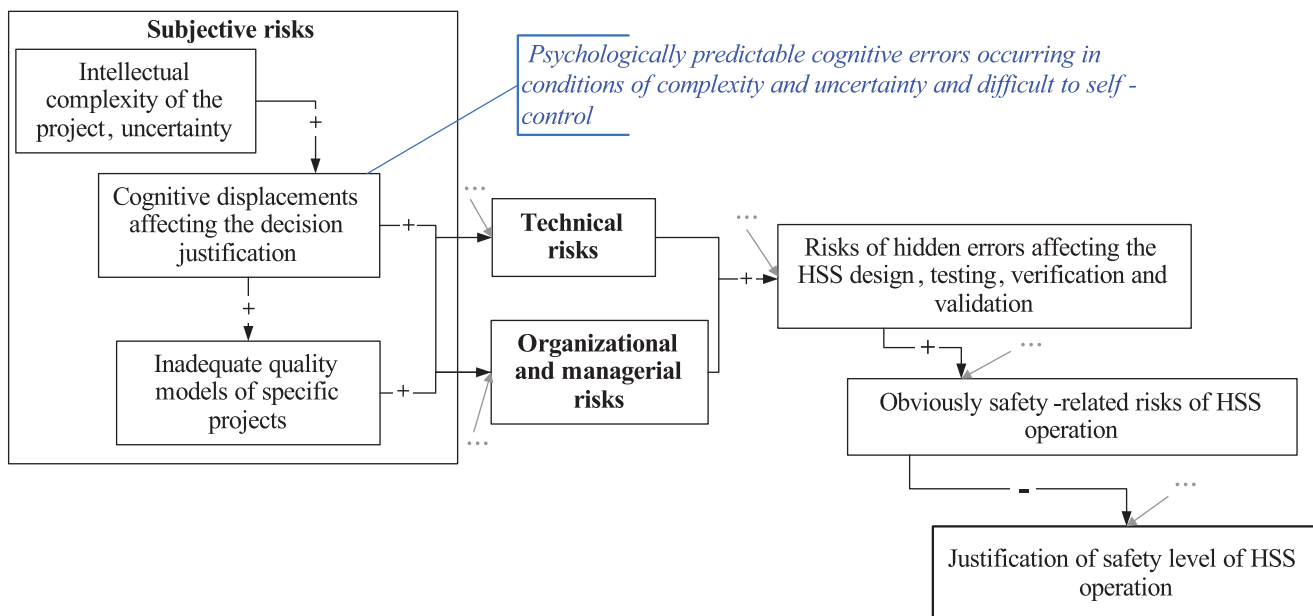 Subjective risks
Intellectual
complexity of the
project, uncertainty
+
Psychologically predictable cognitive errors occurring in
conditions of complexity and uncertainty and difficult to self -
control
Cognitive displacements
affecting the decision
justification
+
+
Inadequate quality
models of specific
projects
+
...
Technical
risks
Organizational
and managerial
risks
...
+
...
Risks of hidden errors affecting the
HSS design, testing, verification and
validation
+
...
Obviously safety -related risks of HSS
operation
-
...
Justification of safety level of HSS
operation